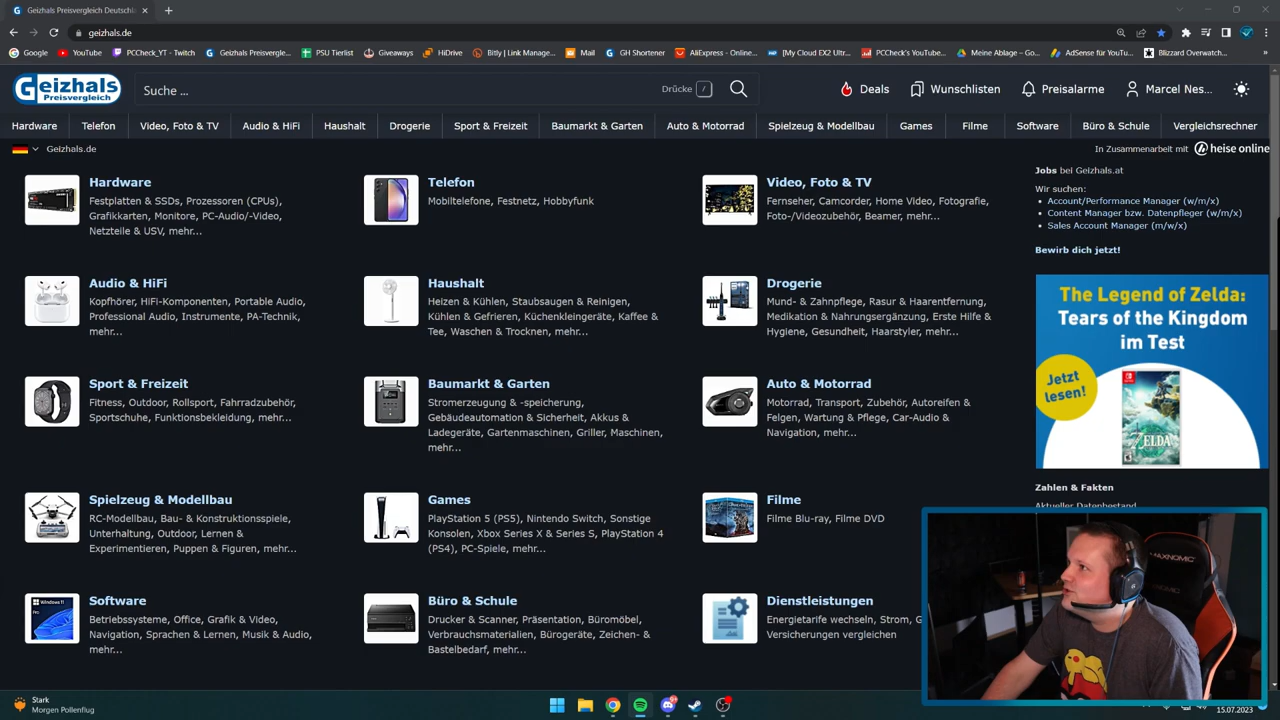 Geizhals Preisvergleich Deutschl
geizhals.de
Google
YouTube
PCCheck_YT - Twitch
Geizhals Preisvergle...
PSU Tierlist
Giveaways
HiDrive
Bitly | Link Manage...
Mail
GH Shortener
AliExpress - Online...
[My Cloud EX2 Ultr...
PCCheck's YouTube...
Meine Ablage – Go...
AdSense für YouTu...
Blizzard Overwatch...
»
Geizhals
Preisvergleich
Suche ...
Drücke /
Deals
Wunschlisten
Preisalarme
Marcel Nes...
Hardware
Telefon
Video, Foto & TV
Audio & HiFi
Haushalt
Drogerie
Sport & Freizeit
Baumarkt & Garten
Auto & Motorrad
Spielzeug & Modellbau
Games
Filme
Software
Büro & Schule
Vergleichsrechner
Geizhals.de
In Zusammenarbeit mit heise online
Hardware
Festplatten & SSDs, Prozessoren (CPUs),
Grafikkarten, Monitore, PC-Audio/-Video,
Netzteile & USV, mehr...
Telefon
Mobiltelefone, Festnetz, Hobbyfunk
Video, Foto & TV
Fernseher, Camcorder, Home Video, Fotografie,
Foto-/Videozubehör, Beamer, mehr...
Jobs bei Geizhals.at
Wir suchen:
• Account/Performance Manager (w/m/x)
• Content Manager bzw. Datenpfleger (w/m/x)
• Sales Account Manager (m/w/x)
Bewirb dich jetzt!
Audio & HiFi
Kopfhörer, HiFi-Komponenten, Portable Audio,
Professional Audio, Instrumente, PA-Technik,
mehr...
Haushalt
Heizen & Kühlen, Staubsaugen & Reinigen,
Kühlen & Gefrieren, Küchenkleingeräte, Kaffee &
Tee, Waschen & Trocknen, mehr...
Drogerie
Mund- & Zahnpflege, Rasur & Haarentfernung,
Medikation & Nahrungsergänzung, Erste Hilfe &
Hygiene, Gesundheit, Haarstyler, mehr...
The Legend of Zelda:
Tears of the Kingdom
im Test
Jetzt
lesen!
ZELDA
Sport & Freizeit
Fitness, Outdoor, Rollsport, Fahrradzubehör,
Sportschuhe, Funktionsbekleidung, mehr...
Baumarkt & Garten
Stromerzeugung & -speicherung,
Gebäudeautomation & Sicherheit, Akkus &
Ladegeräte, Gartenmaschinen, Griller, Maschinen,
mehr...
Auto & Motorrad
Motorrad, Transport, Zubehör, Autoreifen &
Felgen, Wartung & Pflege, Car-Audio &
Navigation, mehr...
Zahlen & Fakten
Aktueller Datenbestand
Spielzeug & Modellbau
RC-Modellbau, Bau- & Konstruktionsspiele,
Unterhaltung, Outdoor, Lernen &
Experimentieren, Puppen & Figuren, mehr...
Games
PlayStation 5 (PS5), Nintendo Switch, Sonstige
Konsolen, Xbox Series X & Series S, PlayStation 4
(PS4), PC-Spiele, mehr...
Filme
Filme Blu-ray, Filme DVD
MAXNOMIC
Software
Betriebssysteme, Office, Grafik & Video,
Navigation, Sprachen & Lernen, Musik & Audio,
mehr...
Windows 11
Büro & Schule
Drucker & Scanner, Präsentation, Büromöbel,
Verbrauchsmaterialien, Bürogeräte, Zeichen- &
Bastelbedarf, mehr...
Dienstleistungen
Energietarife wechseln, Strom, G
Versicherungen vergleichen
Stark
Morgen Pollenflug
15.07.2023